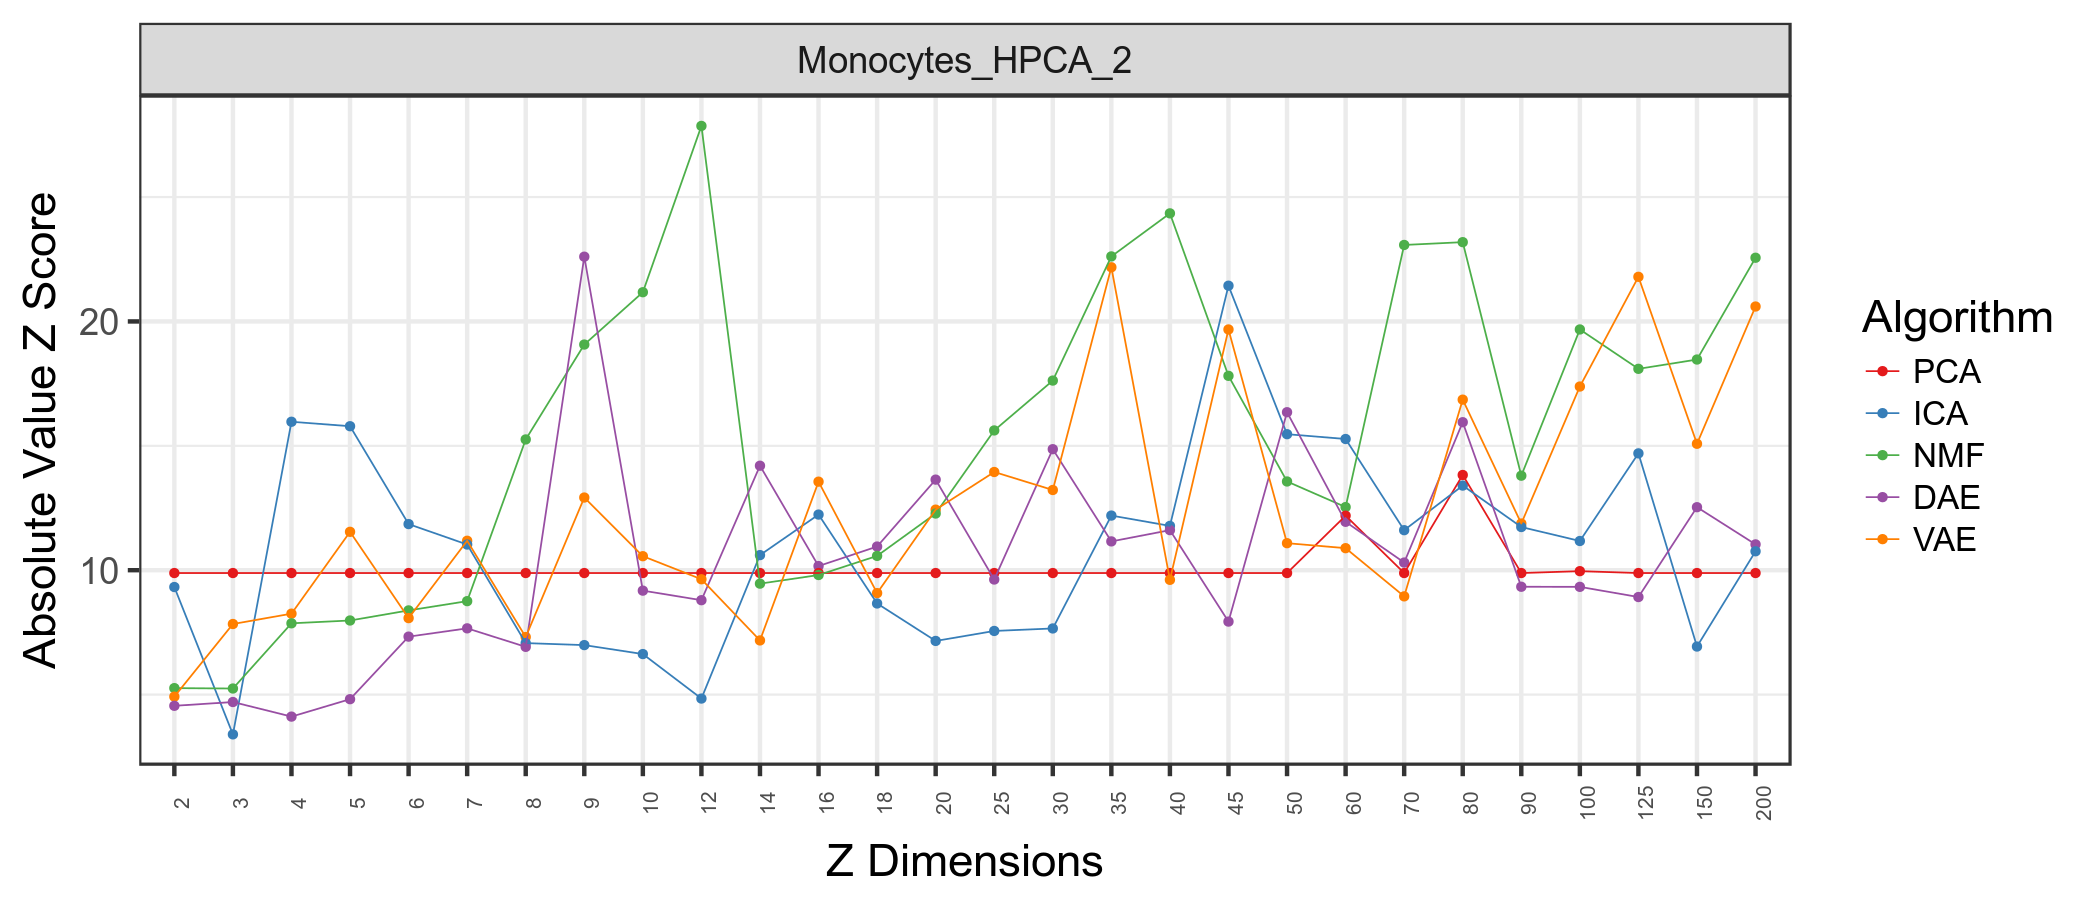 Monocytes_HPCA_2
Absolute Value Z Score
20
10
2 3 4 5 6 7 8 9 10 12 14 16 18 20 25 30 35 40 45 50 60 70 80 90 100 125 150 200
Z Dimensions
Algorithm
PCA
ICA
NMF
DAE
VAE